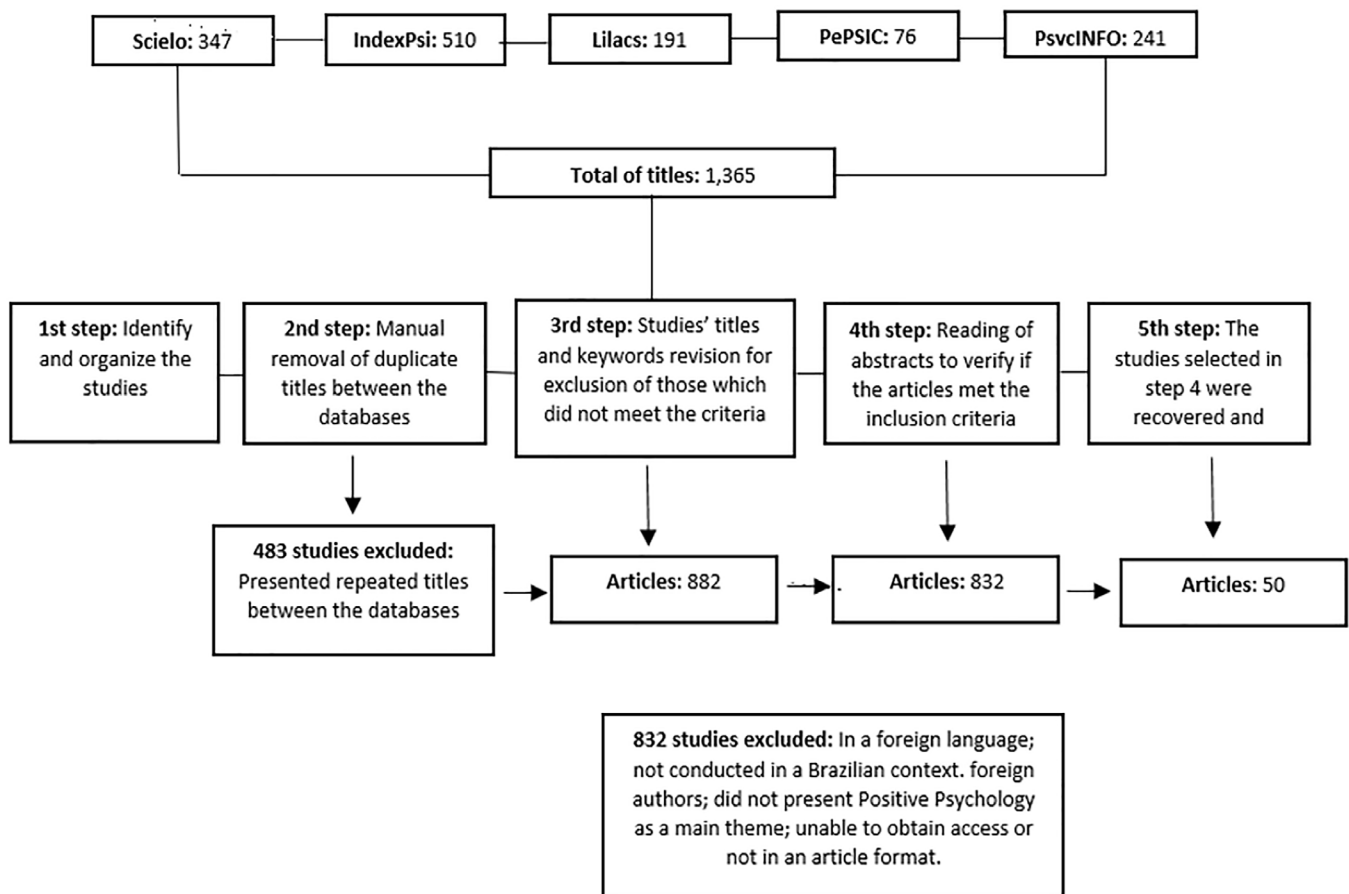 Scielo: 347
IndexPsi: 510
Lilacs: 191
PePSIC: 76
PsvcINFO: 241
Total of titles: 1,365
1st step: Identify
and organize the
studies
2nd step: Manual
removal of duplicate
titles between the
databases
3rd step: Studies’ titles
and keywords revision for
exclusion of those which
did not meet the criteria
4th step: Reading of
abstracts to verify if
the articles met the
inclusion criteria
5th step: The
studies selected in
step 4 were
recovered and
483 studies excluded:
Presented repeated titles
between the databases
Articles: 882
Articles: 832
Articles: 50
832 studies excluded: In a foreign language;
not conducted in a Brazilian context. foreign
authors; did not present Positive Psychology
as a main theme; unable to obtain access or
not in an article format.